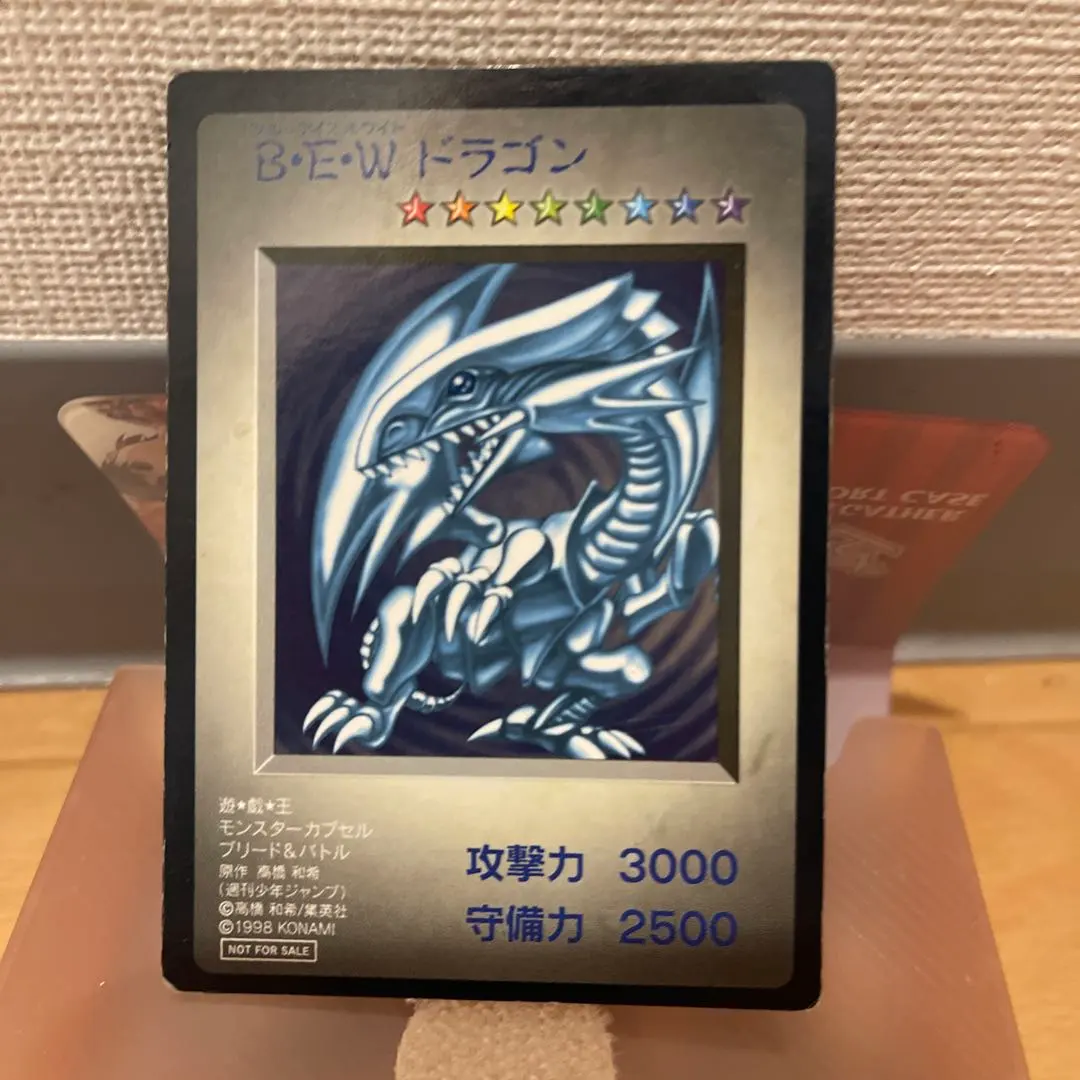 ブルーアイズホワイト
B・E・W ドラゴン
遊★戯★王
モンスターカプセル
ブリード&バトル
原作 高橋 和希
(週刊少年ジャンプ)
©高橋 和希/集英社
©1998 KONAMI
NOT FOR SALE
攻撃力 3000
守備力 2500
ORT CASE
GATHER